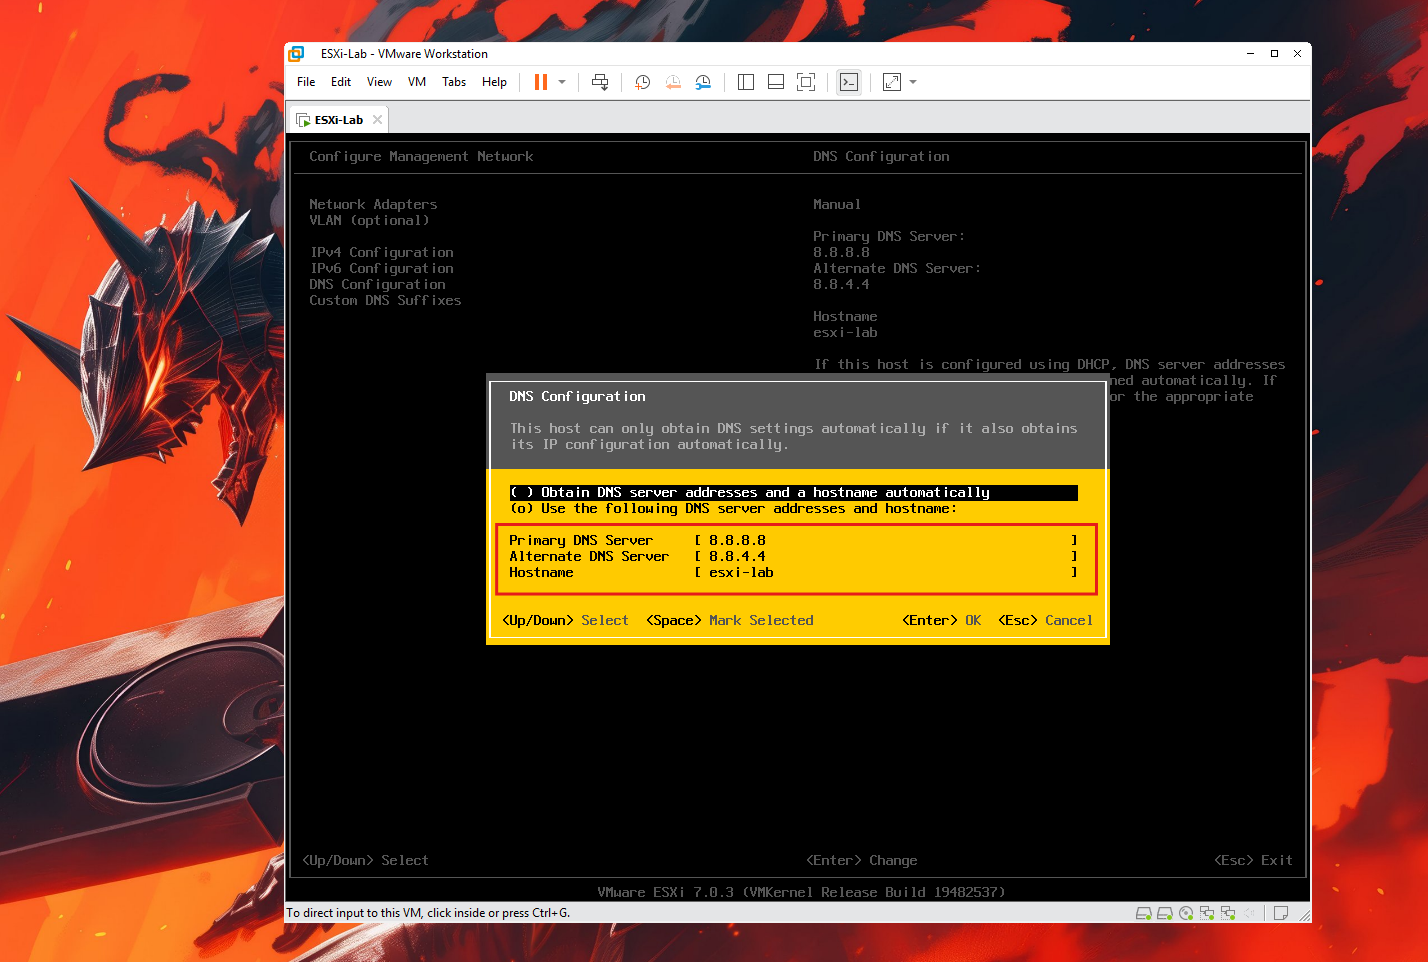 ESXi-Lab - VMware Workstation
File Edit View VM Tabs Help
ESXi-Lab
Configure Management Network
DNS Configuration
Network Adapters
VLAN (optional)
IPv4 Configuration
IPv6 Configuration
DNS Configuration
Custom DNS Suffixes
Manual
Primary DNS Server:
8.8.8.8
Alternate DNS Server:
8.8.4.4
Hostname
esxi-lab
If this host is configured using DHCP, DNS server addresses
ned automatically. If
or the appropriate
DNS Configuration
This host can only obtain DNS settings automatically if it also obtains
its IP configuration automatically.
( ) Obtain DNS server addresses and a hostname automatically
(o) Use the following DNS server addresses and hostname:
Primary DNS Server [ 8.8.8.8 ]
Alternate DNS Server [ 8.8.4.4 ]
Hostname [ esxi-lab ]
<Up/Down> Select <Space> Mark Selected <Enter> OK <Esc> Cancel
<Up/Down> Select <Enter> Change <Esc> Exit
VMware ESXi 7.0.3 (VMKernel Release Build 19482537)
To direct input to this VM, click inside or press Ctrl+G.